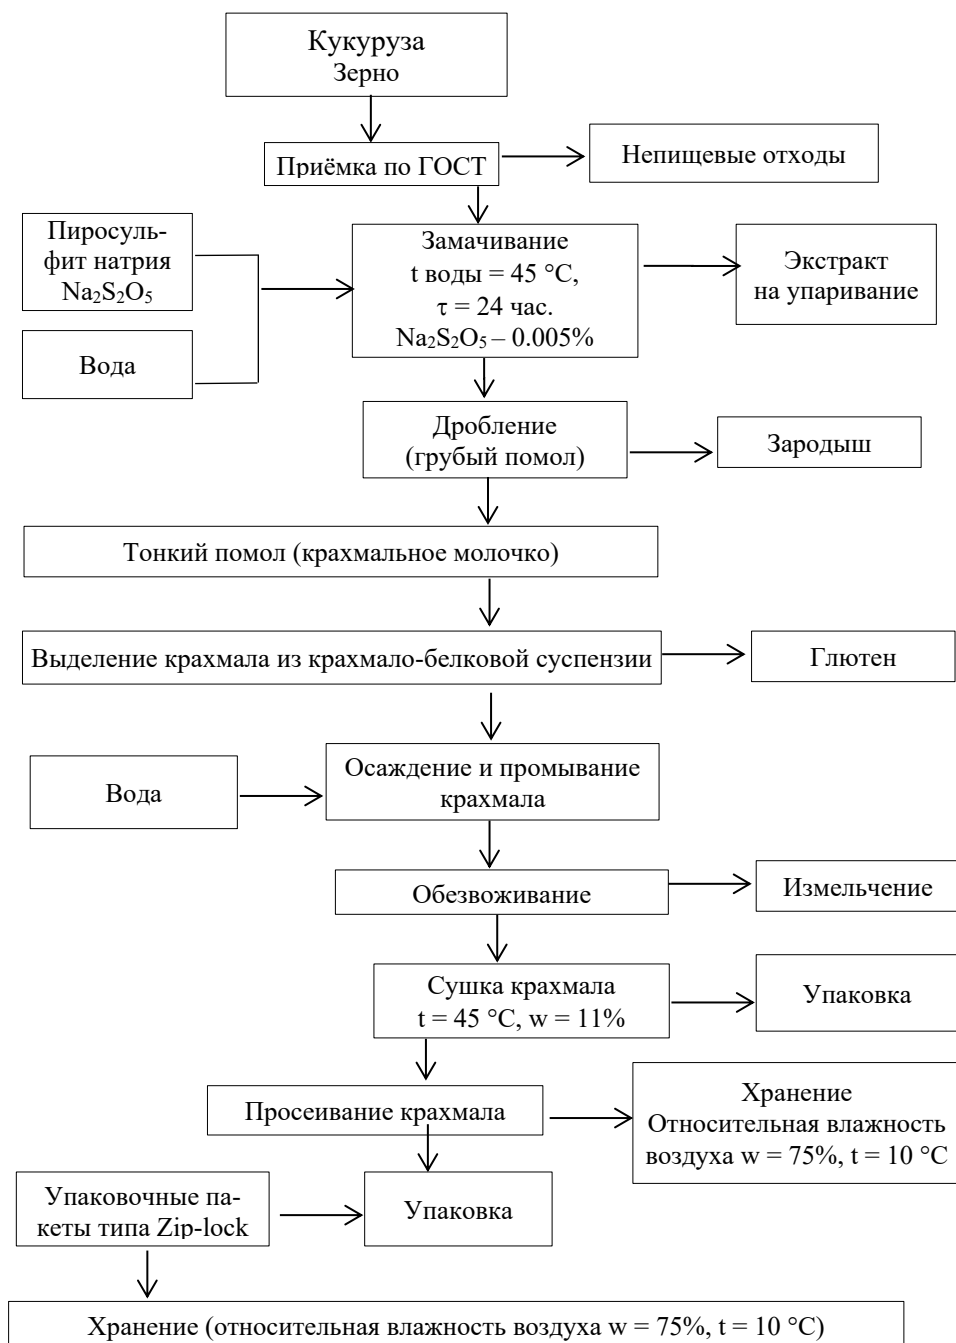 Кукуруза
Зерно
Приёмка по ГОСТ
Непищевые отходы
Пиросуль-
фит натрия
Na₂S₂O₅
Вода
Замачивание
t воды = 45 °C,
τ = 24 час.
Na₂S₂O₅ – 0.005%
Экстракт
на упаривание
Дробление
(грубый помол)
Зародыш
Тонкий помол (крахмальное молочко)
Выделение крахмала из крахмало-белковой суспензии
Глютен
Вода
Осаждение и промывание
крахмала
Обезвоживание
Измельчение
Сушка крахмала
t = 45 °C, w = 11%
Упаковка
Просеивание крахмала
Хранение
Относительная влажность
воздуха w = 75%, t = 10 °C
Упаковочные па-
кеты типа Zip-lock
Упаковка
Хранение (относительная влажность воздуха w = 75%, t = 10 °C)